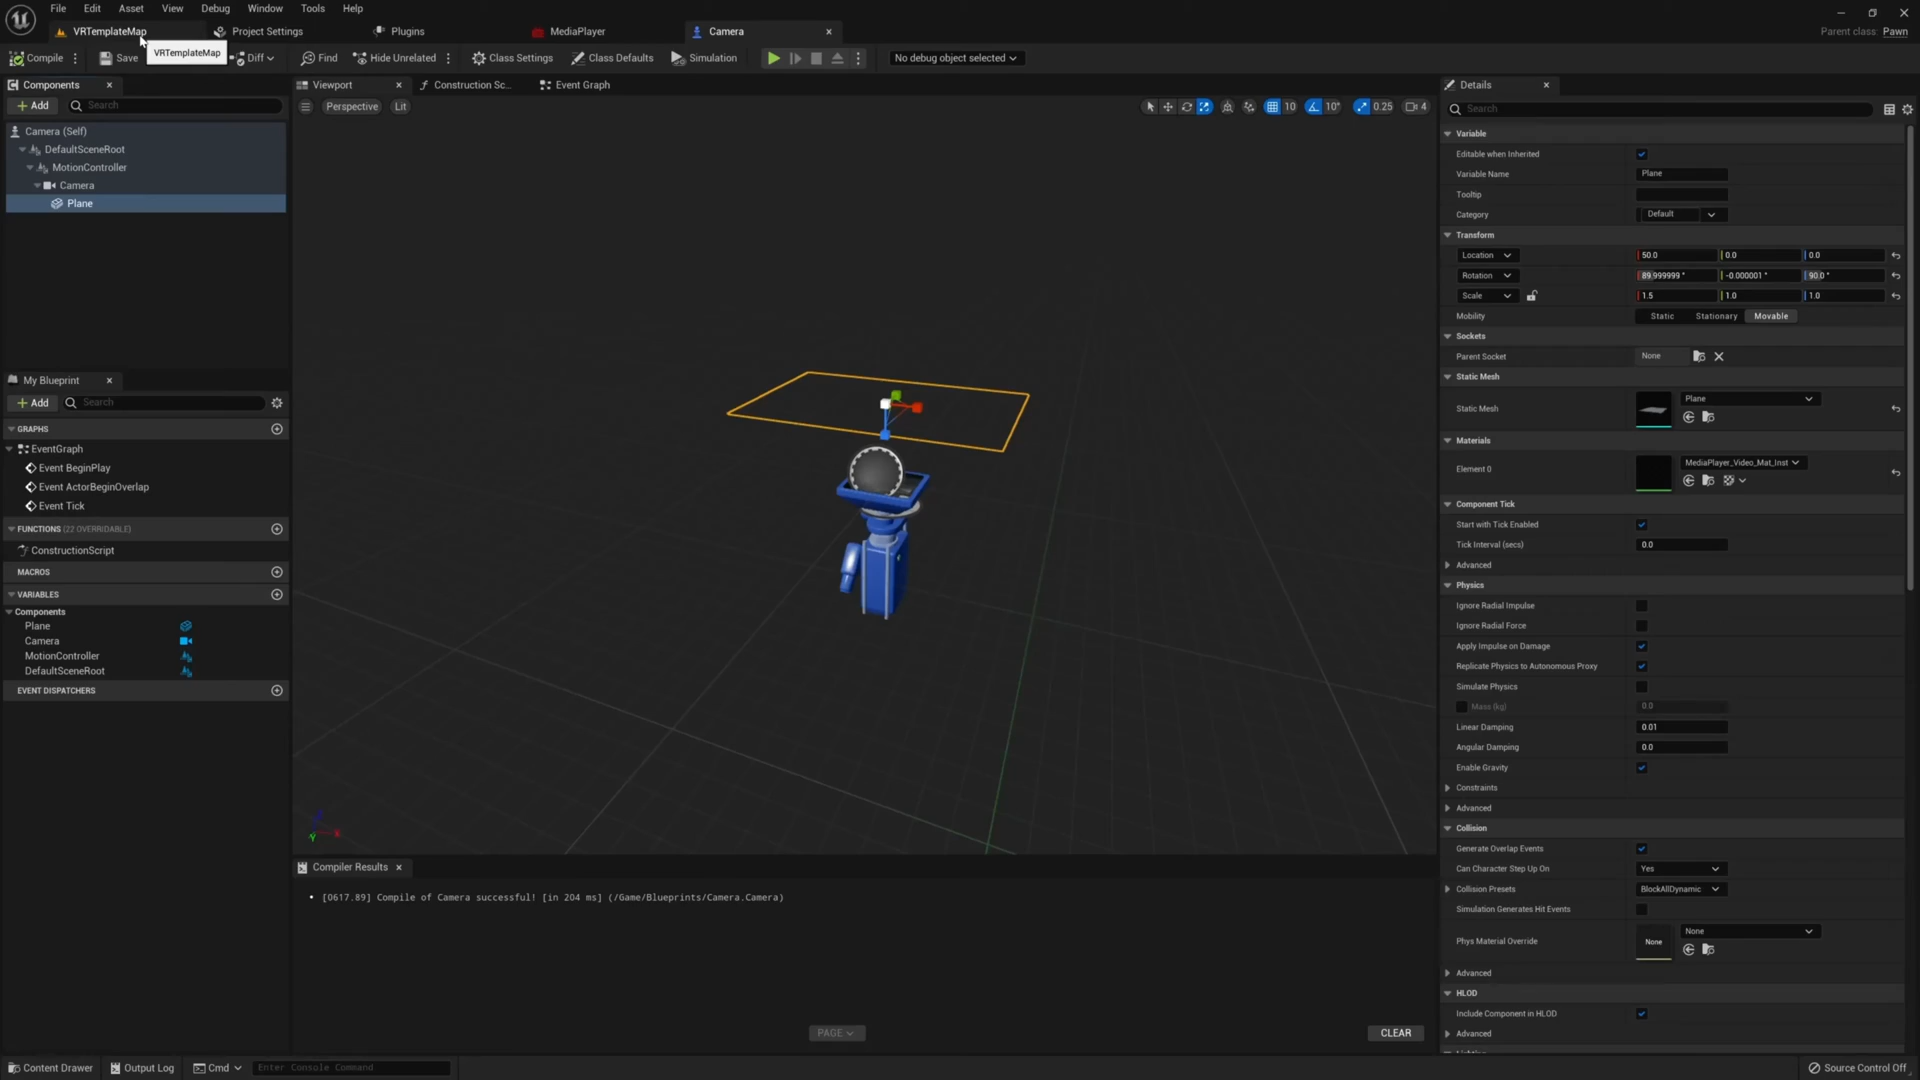 File Edit Asset View Debug Window Tools Help
VRTemplateMap Project Settings Plugins MediaPlayer Camera
Parent class: Pawn
Compile Save VRTemplateMap Diff Find Hide Unrelated Class Settings Class Defaults Simulation No debug object selected
Components
Add Search
Camera (Self)
DefaultSceneRoot
MotionController
Camera
Plane
My Blueprint
Add Search
GRAPHS
EventGraph
Event BeginPlay
Event ActorBeginOverlap
Event Tick
FUNCTIONS (22 OVERRIDABLE)
ConstructionScript
MACROS
VARIABLES
Components
Plane
Camera
MotionController
DefaultSceneRoot
EVENT DISPATCHERS
Viewport Construction Sc... Event Graph
Perspective Lit 10 10° 0.25 4
Compiler Results
• [0617.89] Compile of Camera successful! [in 204 ms] (/Game/Blueprints/Camera.Camera)
PAGE CLEAR
Details
Search
Variable
Editable when Inherited
Variable Name Plane
Tooltip
Category Default
Transform
Location 50.0 0.0 0.0
Rotation 89.999999° -0.000001° 90.0°
Scale 1.5 1.0 1.0
Mobility Static Stationary Movable
Sockets
Parent Socket None
Static Mesh
Static Mesh Plane
Materials
Element 0 MediaPlayer_Video_Mat_Inst
Component Tick
Start with Tick Enabled
Tick Interval (secs) 0.0
Advanced
Physics
Ignore Radial Impulse
Ignore Radial Force
Apply Impulse on Damage
Replicate Physics to Autonomous Proxy
Simulate Physics
Mass (kg) 0.0
Linear Damping 0.01
Angular Damping 0.0
Enable Gravity
Constraints
Advanced
Collision
Generate Overlap Events
Can Character Step Up On Yes
Collision Presets BlockAllDynamic
Simulation Generates Hit Events
Phys Material Override None None
Advanced
HLOD
Include Component in HLOD
Advanced
Content Drawer Output Log Cmd Enter Console Command Source Control Off